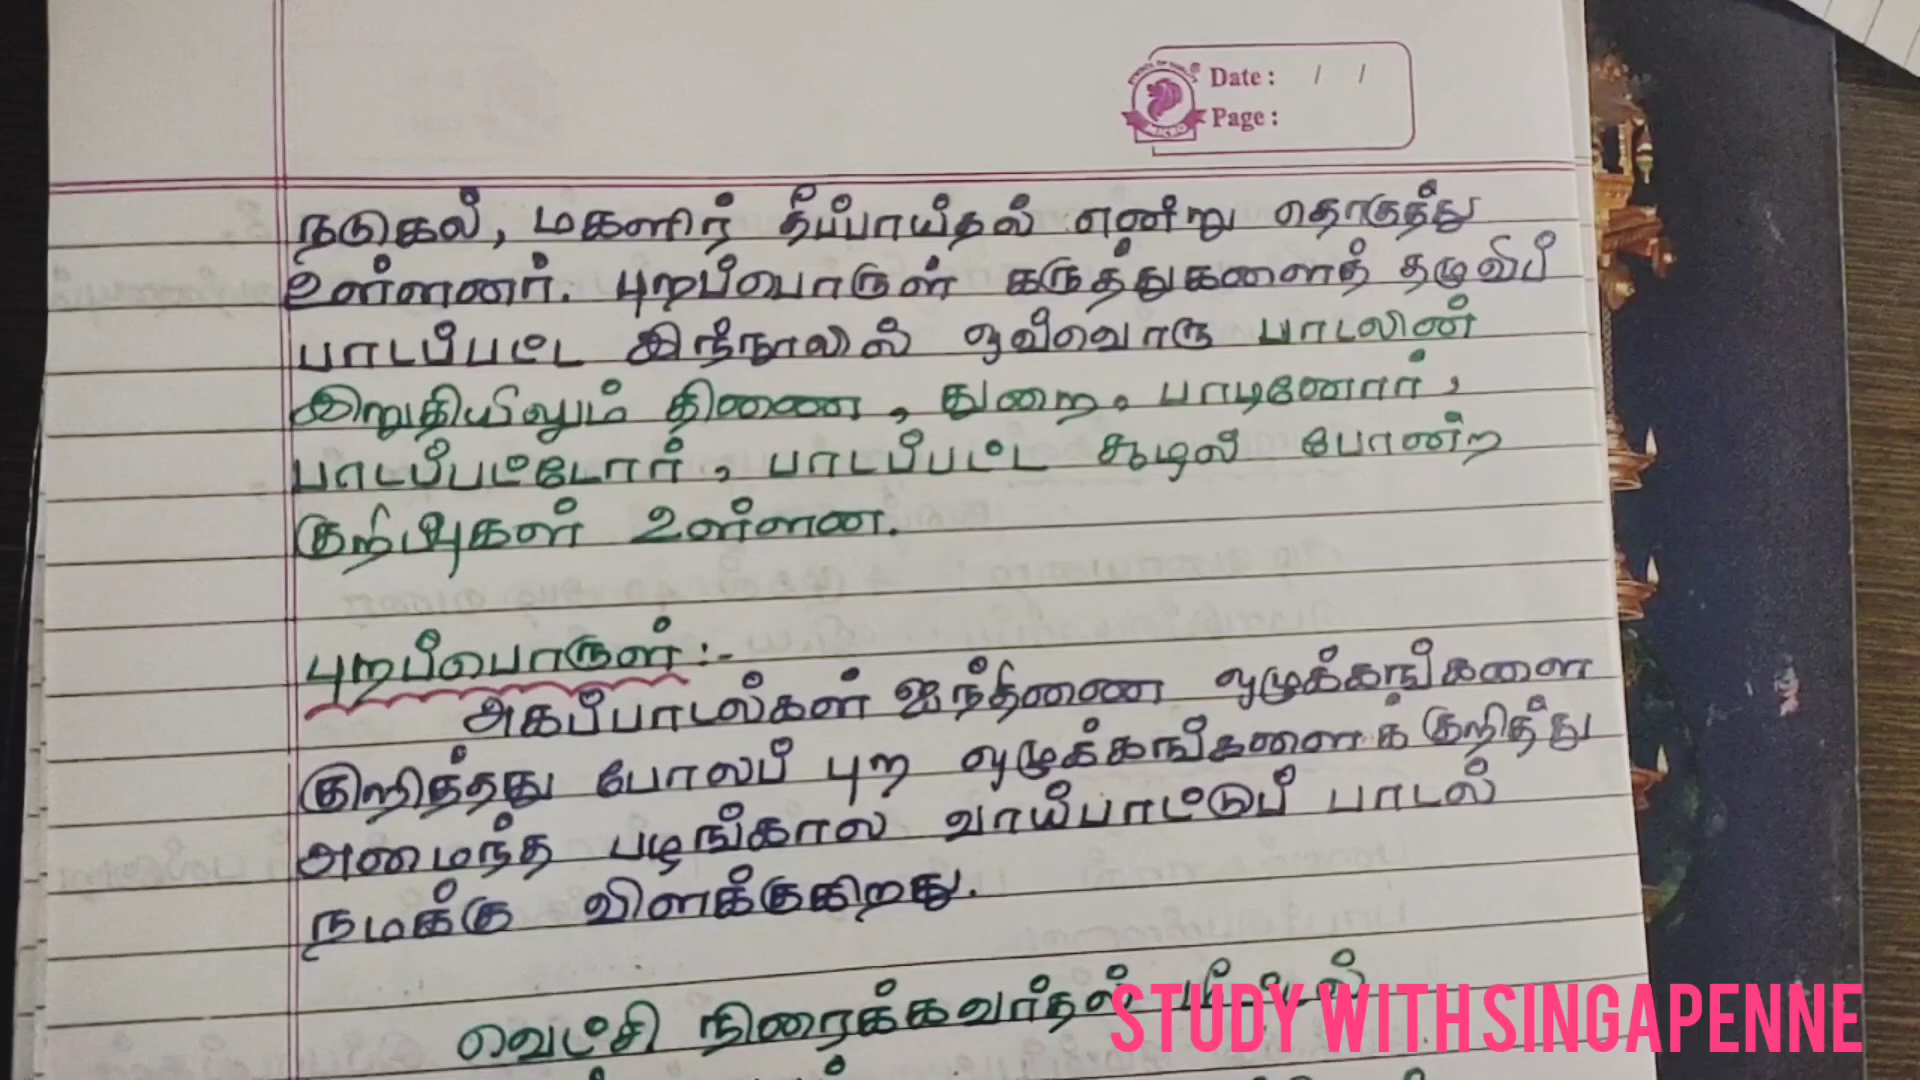 Date :    /    /
Page :
நடுகல், மகளிர் தீப்பாய்தல் என்று தொகுத்து
உள்ளனர். புறப்பொருள் கருத்துகளைத் தழுவிப்
பாடப்பட்ட இந்நூலில் ஒவ்வொரு பாடலின்
இறுதியிலும் திணை, துறை, பாடினோர்,
பாடப்பட்டோர், பாடப்பட்ட சூழல் போன்ற
குறிப்புகள் உள்ளன.
புறப்பொருள் :-
அகப்பாடல்கள் ஐந்திணை ஒழுக்கங்களை
குறித்தது போலப் புற ஒழுக்கங்களைக் குறித்து
அமைந்த பழங்கால வாய்பாட்டுப் பாடல்
நமக்கு விளக்குகிறது.
வெட்சி நிரைக்கவர்தல்
STUDY WITH SINGAPENNE